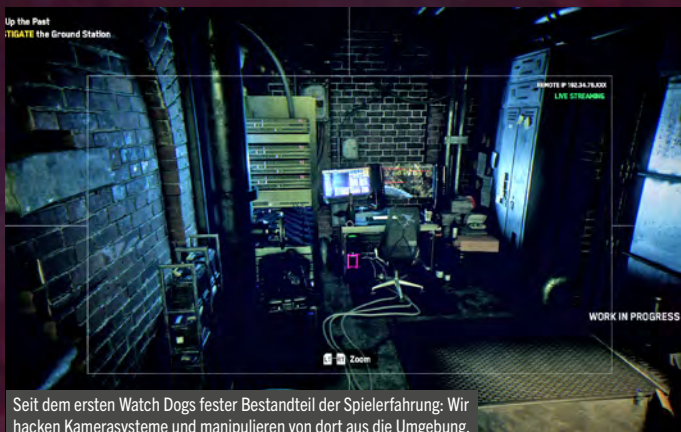 Up the Past
STIGATE the Ground Station
REMOTE IP 192.34.76.XXX
LIVE STREAMING
WORK IN PROGRESS
Zoom
Seit dem ersten Watch Dogs fester Bestandteil der Spielerfahrung: Wir
hacken Kamerasysteme und manipulieren von dort aus die Umgebung.